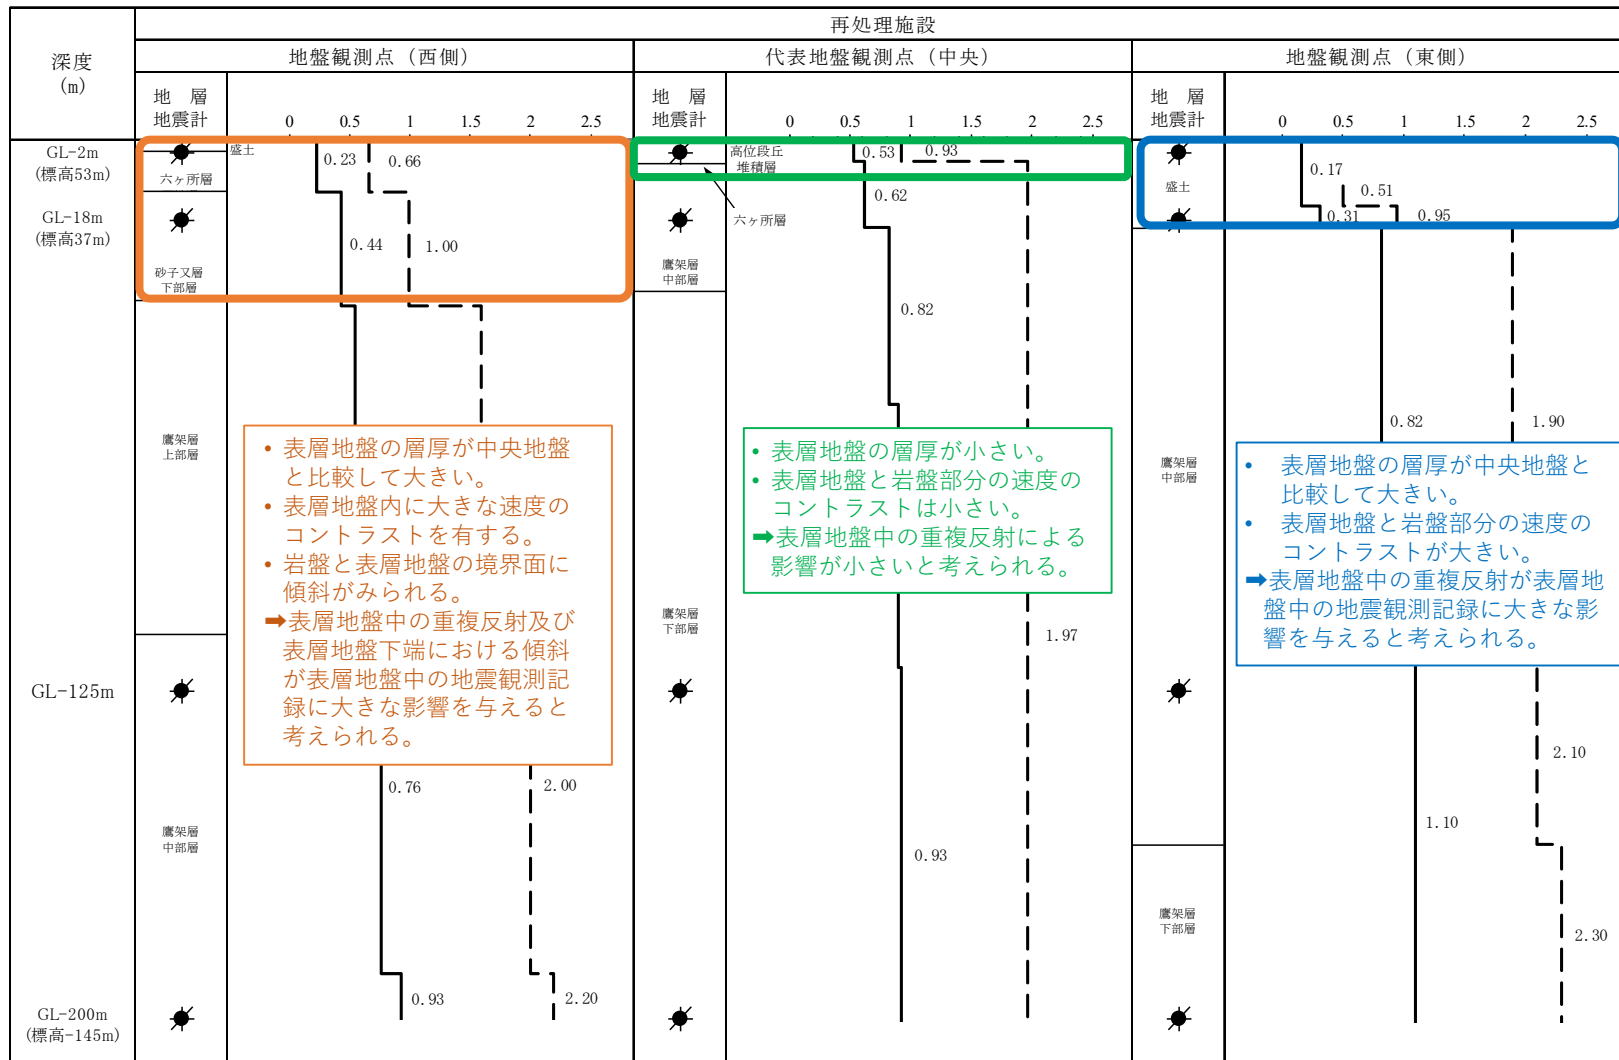 再処理施設
深度
(m)
地盤観測点（西側）
代表地盤観測点（中央）
地盤観測点（東側）
地　層
地震計
0 0.5 1 1.5 2 2.5
地　層
地震計
0 0.5 1 1.5 2 2.5
地　層
地震計
0 0.5 1 1.5 2 2.5
GL-2m
(標高53m)
GL-18m
(標高37m)
GL-125m
GL-200m
(標高-145m)
盛土
六ヶ所層
砂子又層
下部層
鷹架層
上部層
鷹架層
中部層
0.23
0.66
0.44
1.00
• 表層地盤の層厚が中央地盤
と比較して大きい。
• 表層地盤内に大きな速度の
コントラストを有する。
• 岩盤と表層地盤の境界面に
傾斜がみられる。
➡表層地盤中の重複反射及び
表層地盤下端における傾斜
が表層地盤中の地震観測記
録に大きな影響を与えると
考えられる。
0.76
2.00
0.93
2.20
高位段丘
堆積層
六ヶ所層
鷹架層
中部層
鷹架層
下部層
0.53
0.93
0.62
0.82
• 表層地盤の層厚が小さい。
• 表層地盤と岩盤部分の速度の
コントラストは小さい。
➡表層地盤中の重複反射による
影響が小さいと考えられる。
1.97
0.93
盛土
鷹架層
中部層
鷹架層
下部層
0.17
0.51
0.31
0.95
0.82
1.90
• 表層地盤の層厚が中央地盤と
比較して大きい。
• 表層地盤と岩盤部分の速度の
コントラストが大きい。
➡表層地盤中の重複反射が表層地
盤中の地震観測記録に大きな影
響を与えると考えられる。
2.10
1.10
2.30